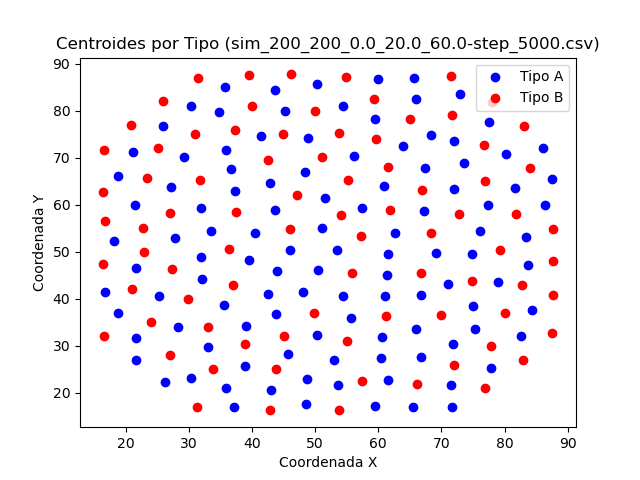 Centroides por Tipo (sim_200_200_0.0_20.0_60.0-step_5000.csv)
Tipo A
Tipo B
90
80
70
60
50
40
30
20
Coordenada Y
20 30 40 50 60 70 80 90
Coordenada X